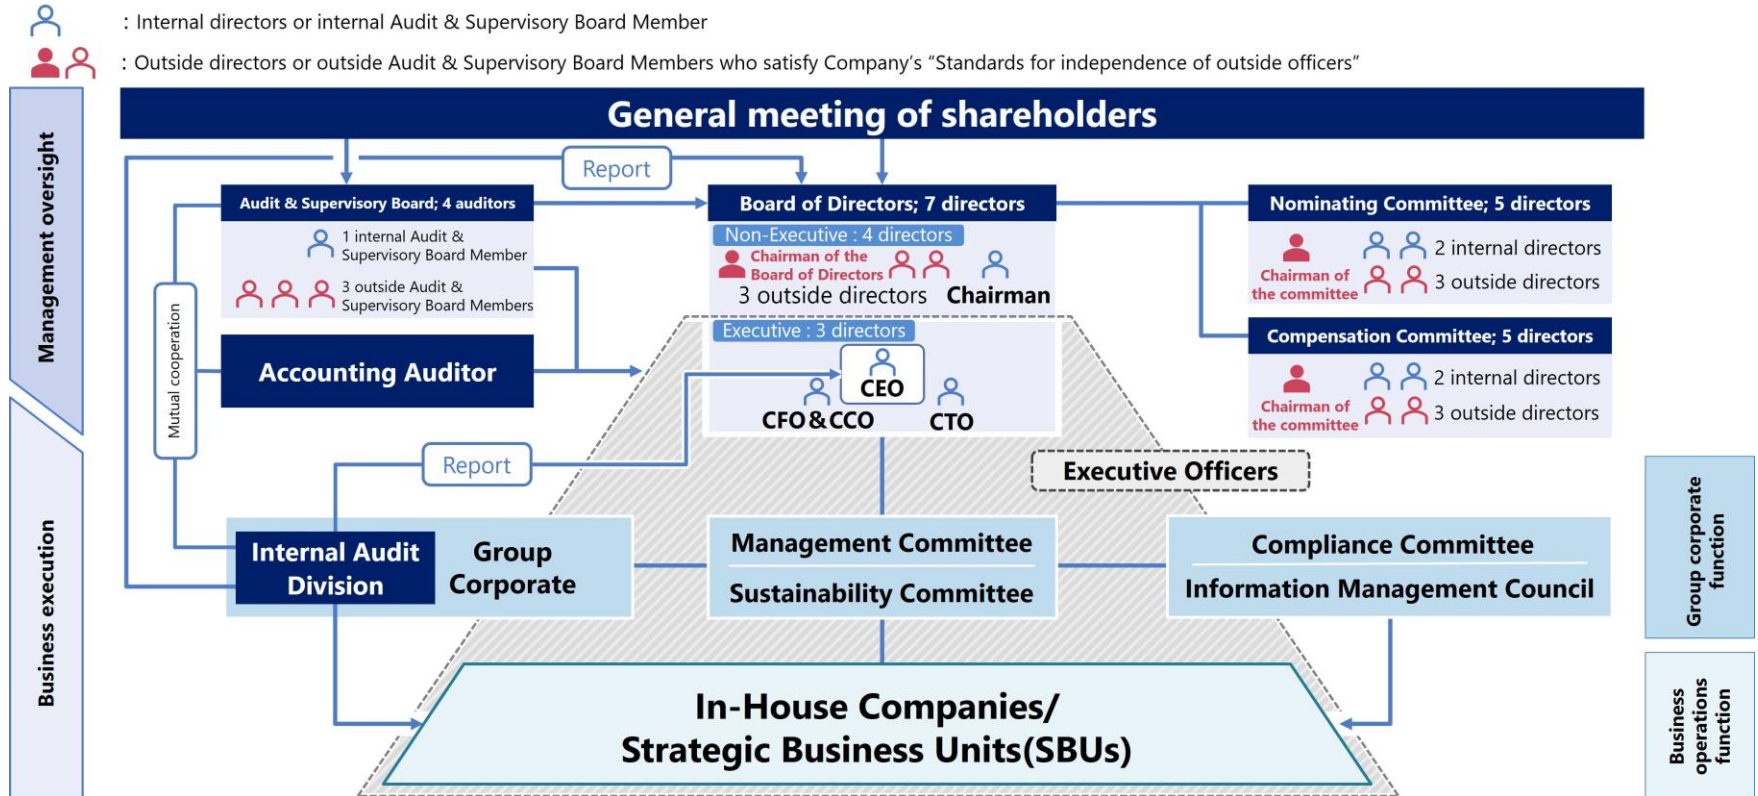 : Internal directors or internal Audit & Supervisory Board Member
: Outside directors or outside Audit & Supervisory Board Members who satisfy Company's “Standards for independence of outside officers”
Management oversight
General meeting of shareholders
Report
Audit & Supervisory Board; 4 auditors
1 internal Audit &
Supervisory Board Member
3 outside Audit &
Supervisory Board Members
Mutual cooperation
Accounting Auditor
Board of Directors; 7 directors
Non-Executive : 4 directors
Chairman of the
Board of Directors
3 outside directors
Chairman
Executive : 3 directors
CEO
CFO & CCO
CTO
Nominating Committee; 5 directors
2 internal directors
Chairman of
the committee
3 outside directors
Compensation Committee; 5 directors
2 internal directors
Chairman of
the committee
3 outside directors
Business execution
Report
Executive Officers
Internal Audit
Division
Group
Corporate
Management Committee
Sustainability Committee
Compliance Committee
Information Management Council
Group corporate
function
In-House Companies/
Strategic Business Units(SBUs)
Business
operations
function